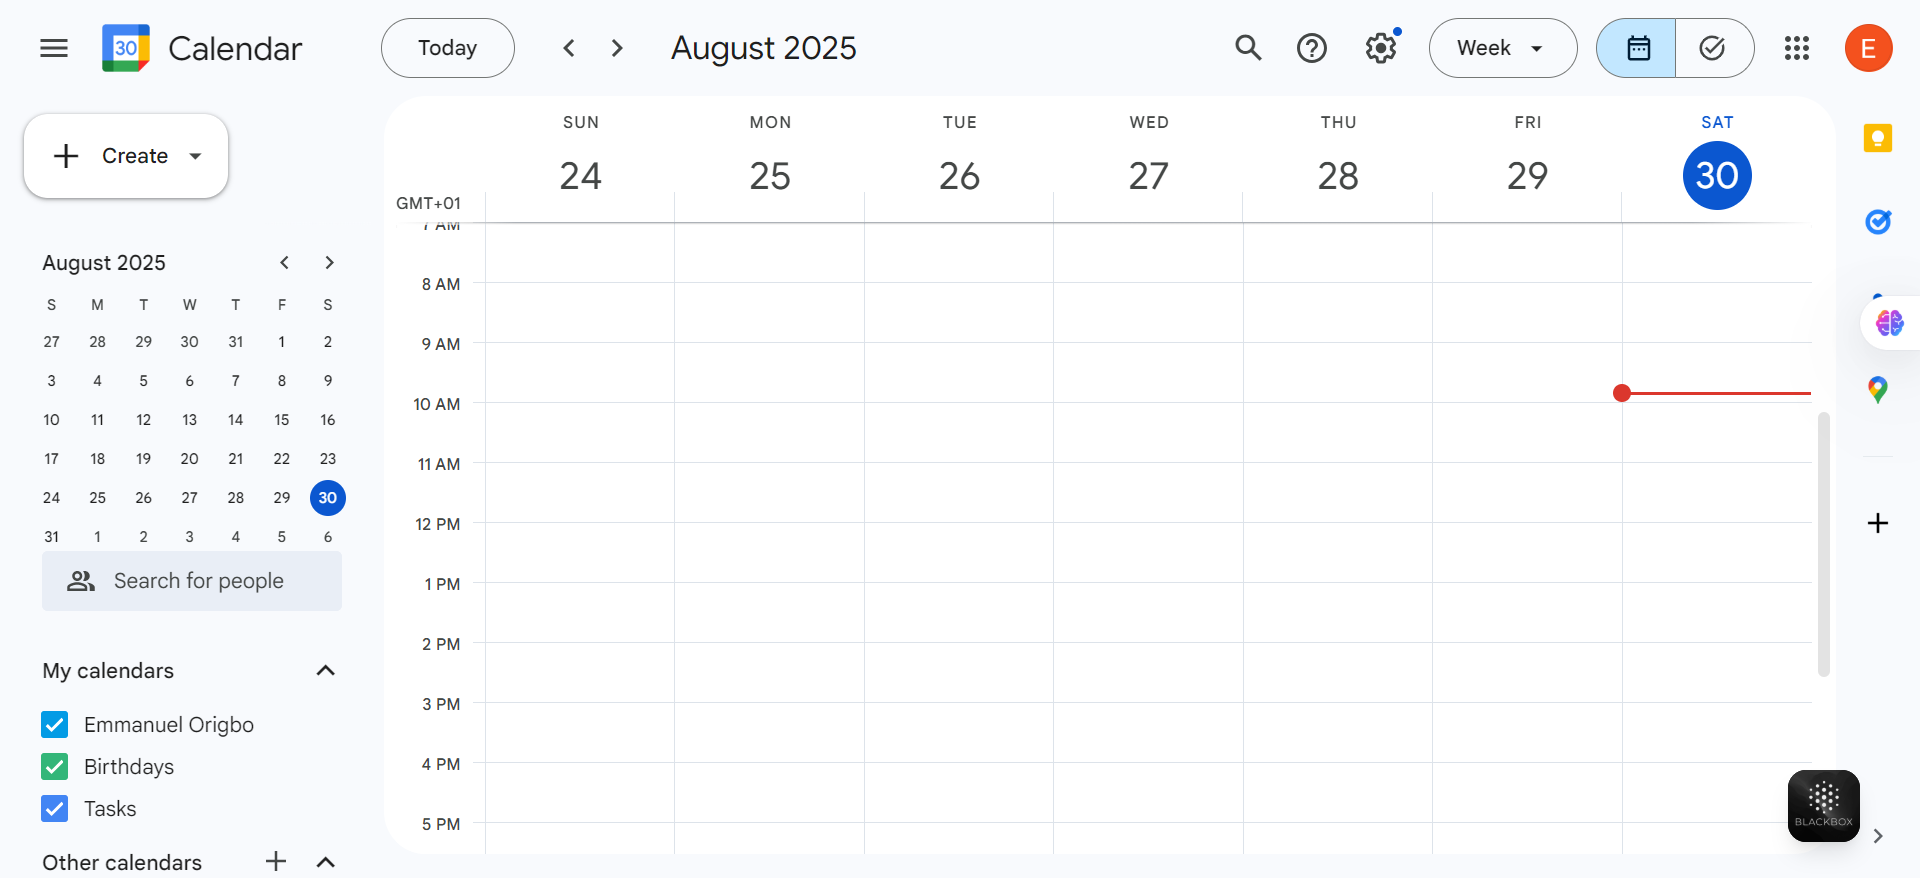 30 Calendar Today August 2025 Week E
Create
SUN MON TUE WED THU FRI SAT
24 25 26 27 28 29 30
GMT+01
7 AM
8 AM
9 AM
10 AM
11 AM
12 PM
1 PM
2 PM
3 PM
4 PM
5 PM
August 2025
S M T W T F S
27 28 29 30 31 1 2
3 4 5 6 7 8 9
10 11 12 13 14 15 16
17 18 19 20 21 22 23
24 25 26 27 28 29 30
31 1 2 3 4 5 6
Search for people
My calendars
Emmanuel Origbo
Birthdays
Tasks
Other calendars
BLACKBOX